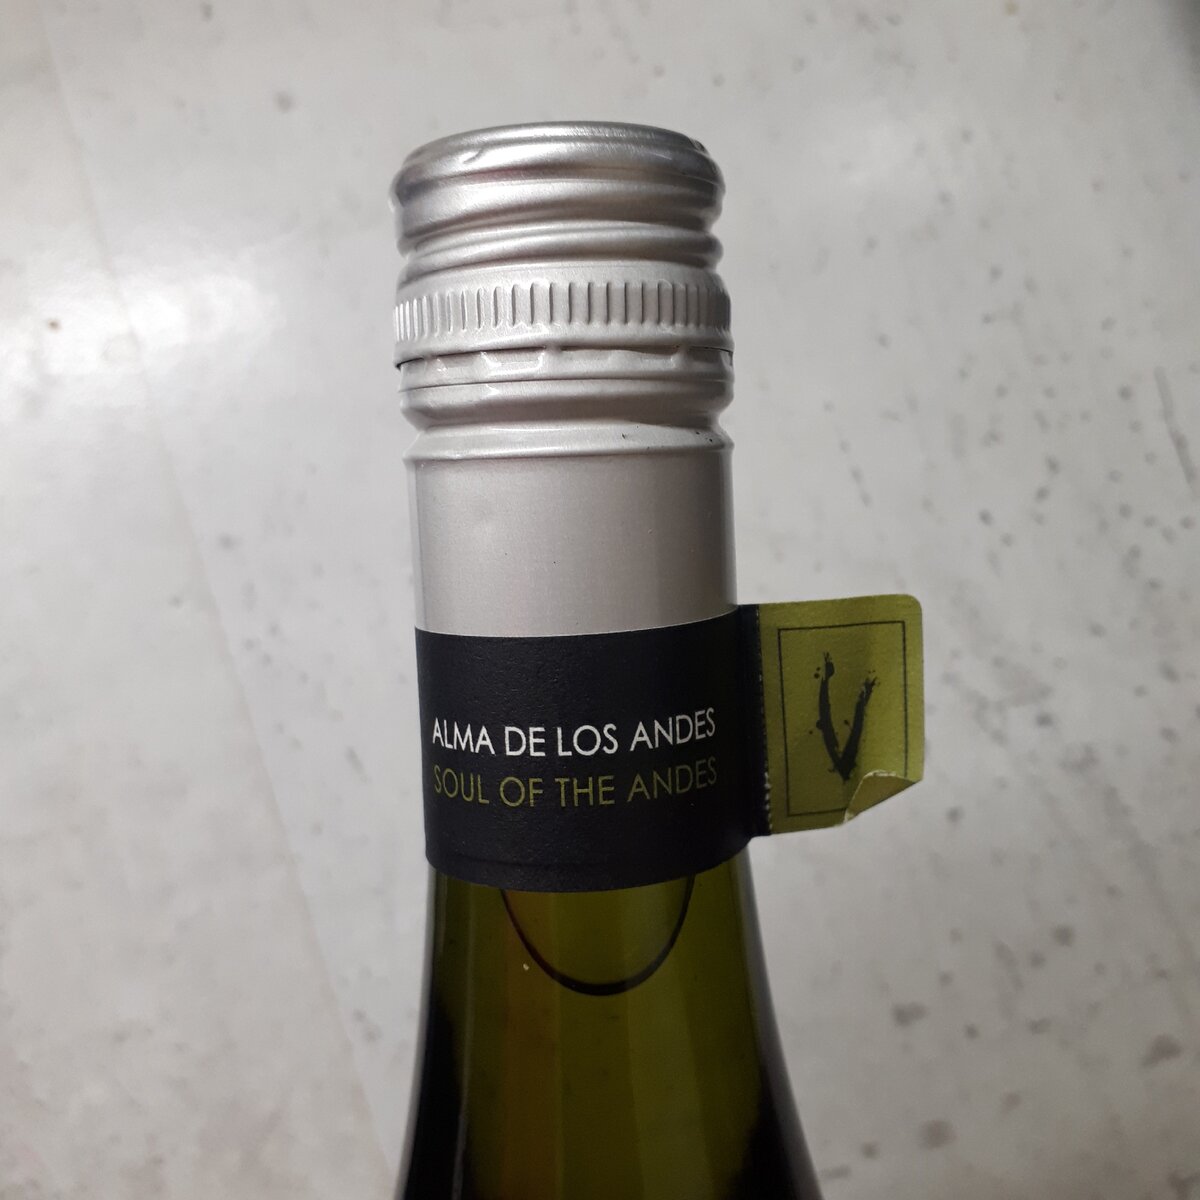 ALMA DE LOS ANDES
SOUL OF THE ANDES
V